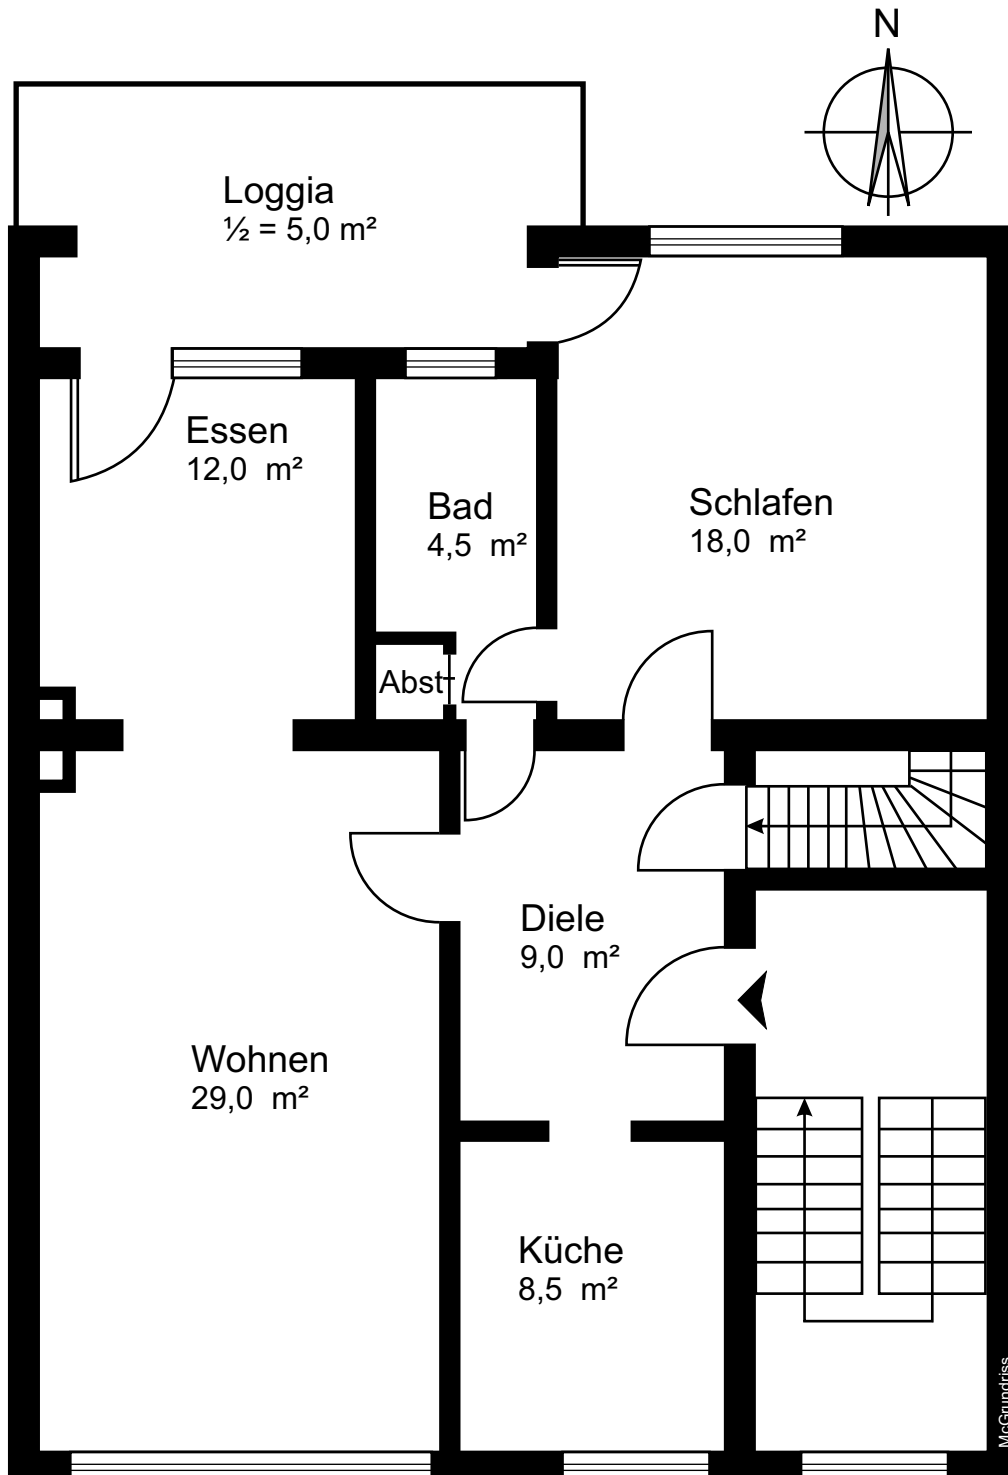 N
Loggia
½ = 5,0 m²
Essen
12,0 m²
Bad
4,5 m²
Schlafen
18,0 m²
Abst
Diele
9,0 m²
Wohnen
29,0 m²
Küche
8,5 m²
McGrundriss